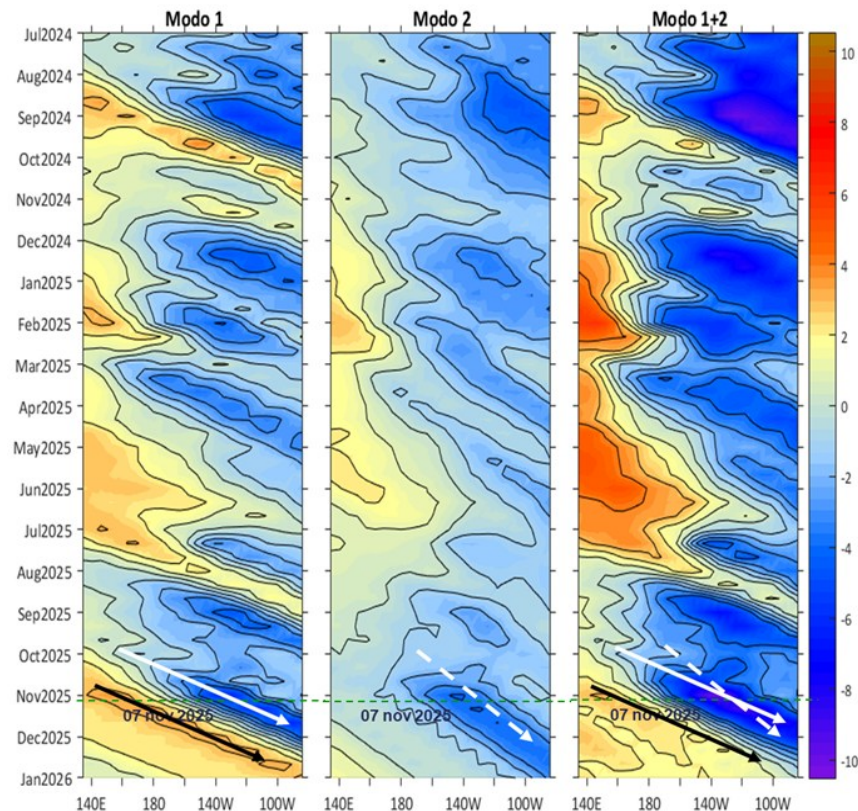 Modo 1
Modo 2
Modo 1+2
Jul2024
Aug2024
Sep2024
Oct2024
Nov2024
Dec2024
Jan2025
Feb2025
Mar2025
Apr2025
May2025
Jun2025
Jul2025
Aug2025
Sep2025
Oct2025
Nov2025
Dec2025
Jan2026
07 nov 2025
07 nov 2025
07 nov 2025
140E 180 140W 100W
140E 180 140W 100W
140E 180 140W 100W
10
8
6
4
2
0
-2
-4
-6
-8
-10